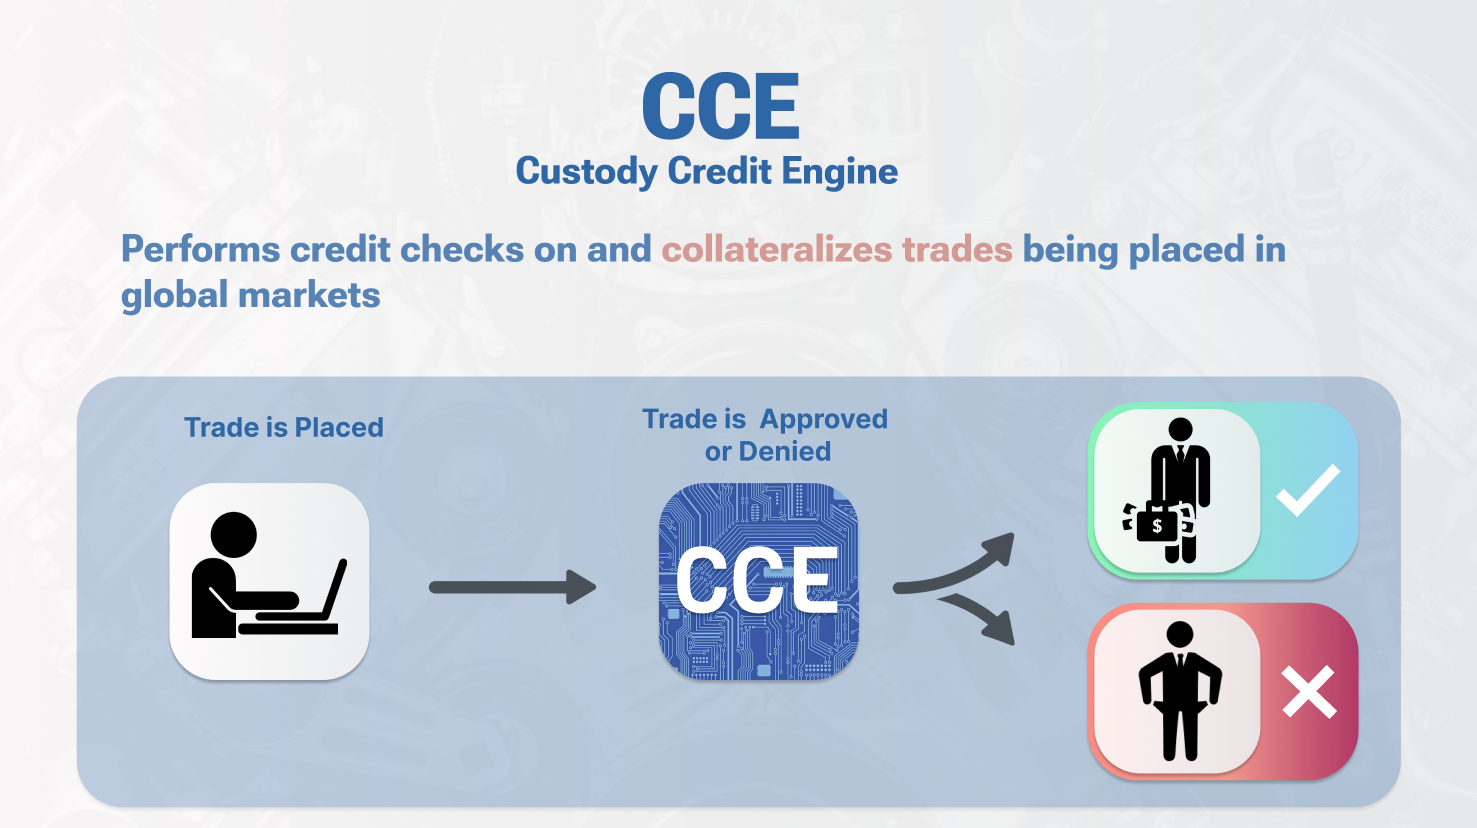 CCE
Custody Credit Engine
Performs credit checks on and collateralizes trades being placed in
global markets
Trade is Placed
Trade is  Approved
or Denied
CCE
$